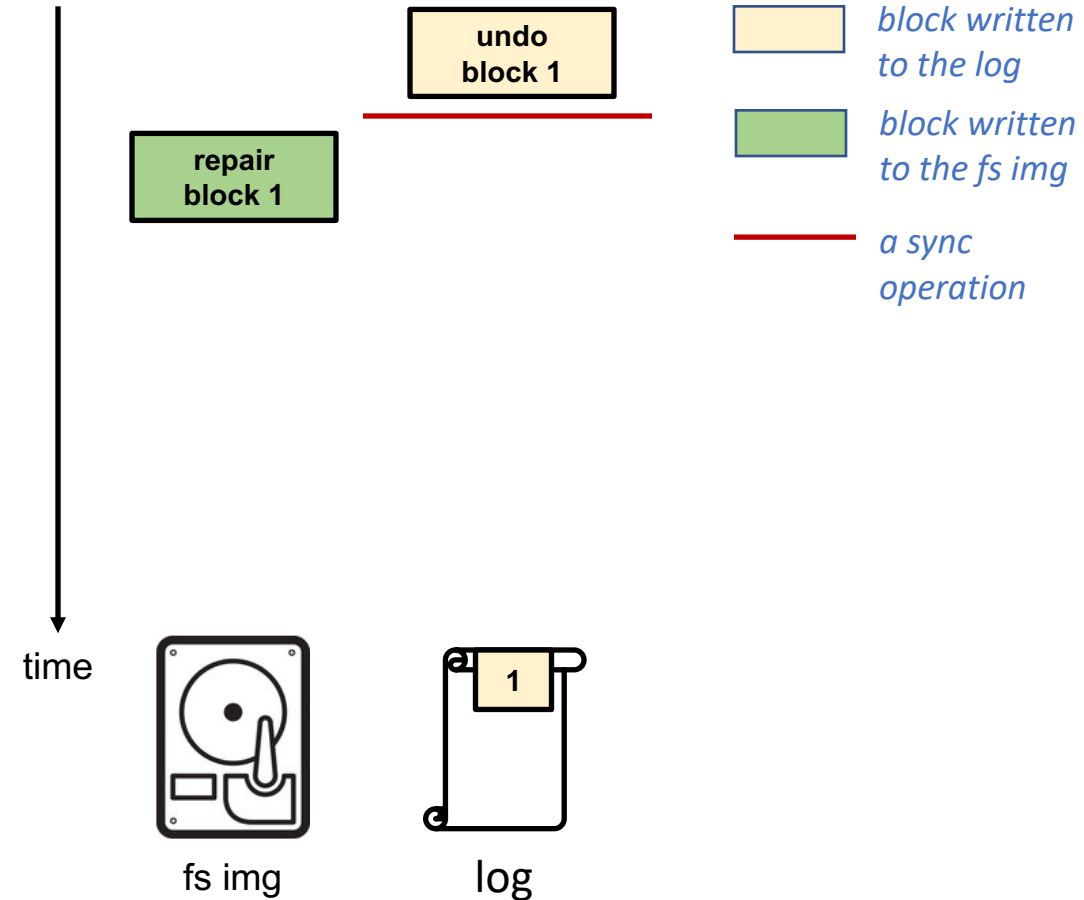 undo
block 1
repair
block 1
block written
to the log
block written
to the fs img
a sync
operation
time
1
fs img
log